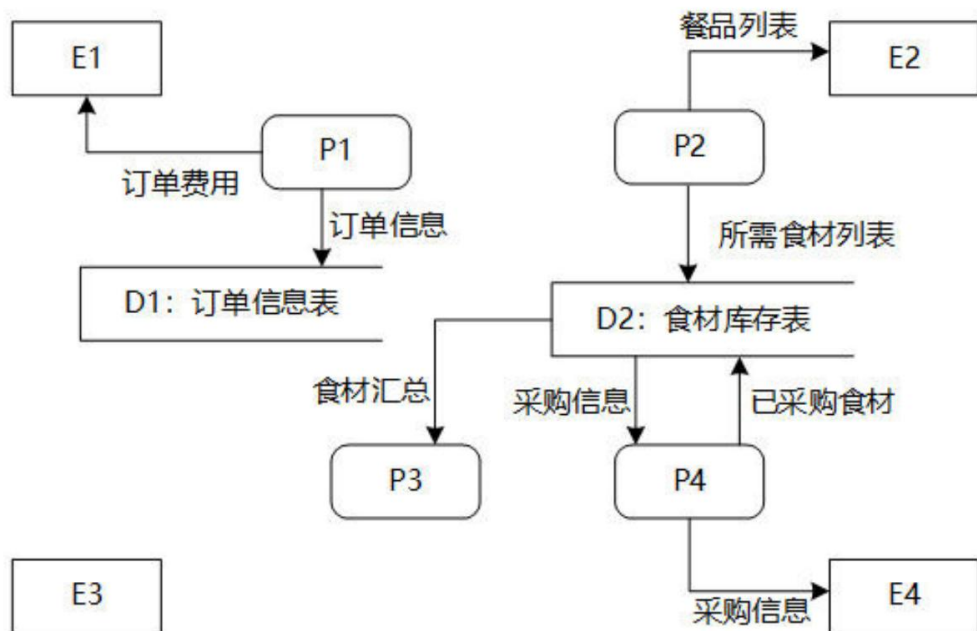 餐品列表
E1
E2
P1
P2
订单费用
订单信息
所需食材列表
D1：订单信息表
D2：食材库存表
食材汇总
采购信息
已采购食材
P3
P4
E3
E4
采购信息